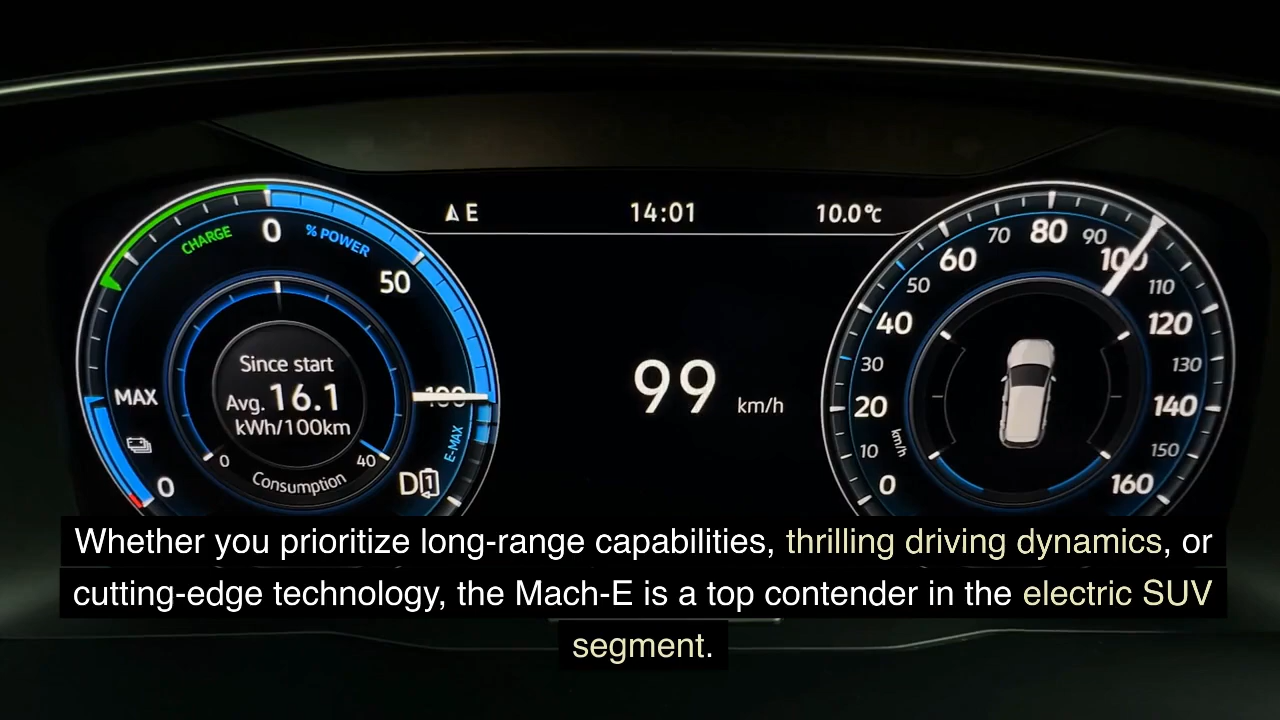 E
14:01
10.0°C
CHARGE
0
% POWER
50
100
E-MAX
MAX
0
Since start
Avg. 16.1
kWh/100km
0
40
Consumption
D
1
99 km/h
0
10
20
30
40
50
60
70
80
90
100
110
120
130
140
150
160
km/h
Whether you prioritize long-range capabilities, thrilling driving dynamics, or
cutting-edge technology, the Mach-E is a top contender in the electric SUV
segment.